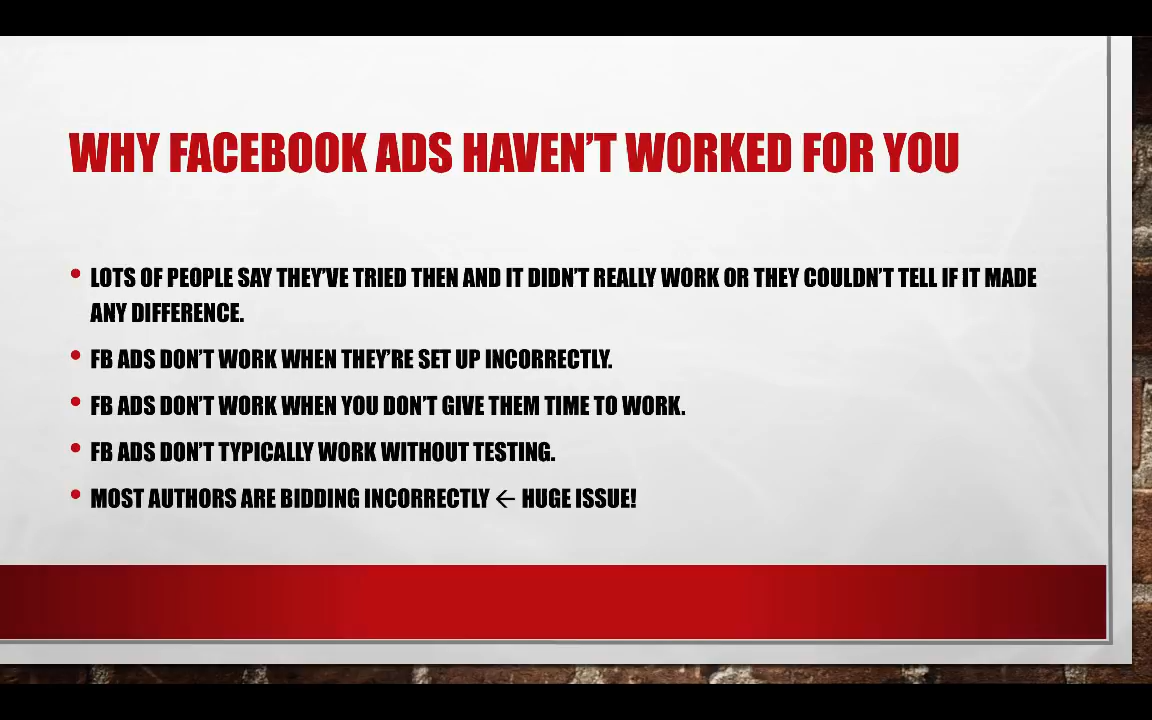 WHY FACEBOOK ADS HAVEN'T WORKED FOR YOU
• LOTS OF PEOPLE SAY THEY'VE TRIED THEN AND IT DIDN'T REALLY WORK OR THEY COULDN'T TELL IF IT MADE
ANY DIFFERENCE.
• FB ADS DON'T WORK WHEN THEY'RE SET UP INCORRECTLY.
• FB ADS DON'T WORK WHEN YOU DON'T GIVE THEM TIME TO WORK.
• FB ADS DON'T TYPICALLY WORK WITHOUT TESTING.
• MOST AUTHORS ARE BIDDING INCORRECTLY ← HUGE ISSUE!